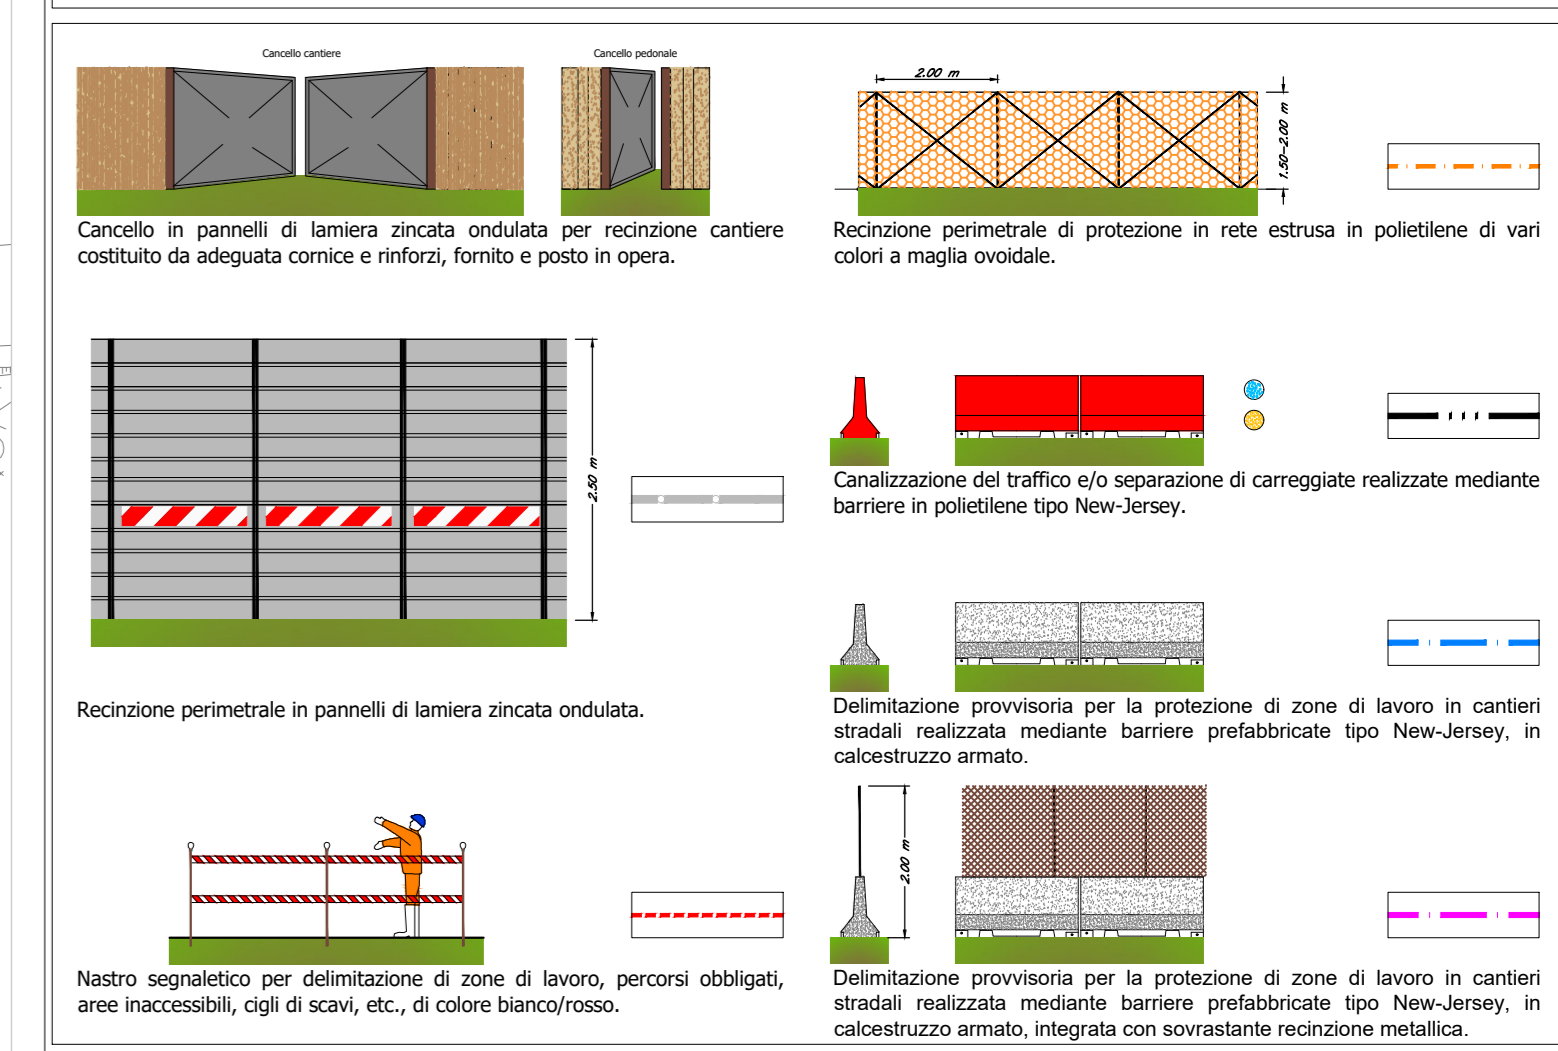 Cancello cantiere
Cancello pedonale
Cancello in pannelli di lamiera zincata ondulata per recinzione cantiere
costituito da adeguata cornice e rinforzi, fornito e posto in opera.
2.00 m
1.50-2.00 m
Recinzione perimetrale di protezione in rete estrusa in polietilene di vari
colori a maglia ovoidale.
2.50 m
Recinzione perimetrale in pannelli di lamiera zincata ondulata.
Canalizzazione del traffico e/o separazione di carreggiate realizzate mediante
barriere in polietilene tipo New-Jersey.
Delimitazione provvisoria per la protezione di zone di lavoro in cantieri
stradali realizzata mediante barriere prefabbricate tipo New-Jersey, in
calcestruzzo armato.
Nastro segnaletico per delimitazione di zone di lavoro, percorsi obbligati,
aree inaccessibili, cigli di scavi, etc., di colore bianco/rosso.
2.00 m
Delimitazione provvisoria per la protezione di zone di lavoro in cantieri
stradali realizzata mediante barriere prefabbricate tipo New-Jersey, in
calcestruzzo armato, integrata con sovrastante recinzione metallica.